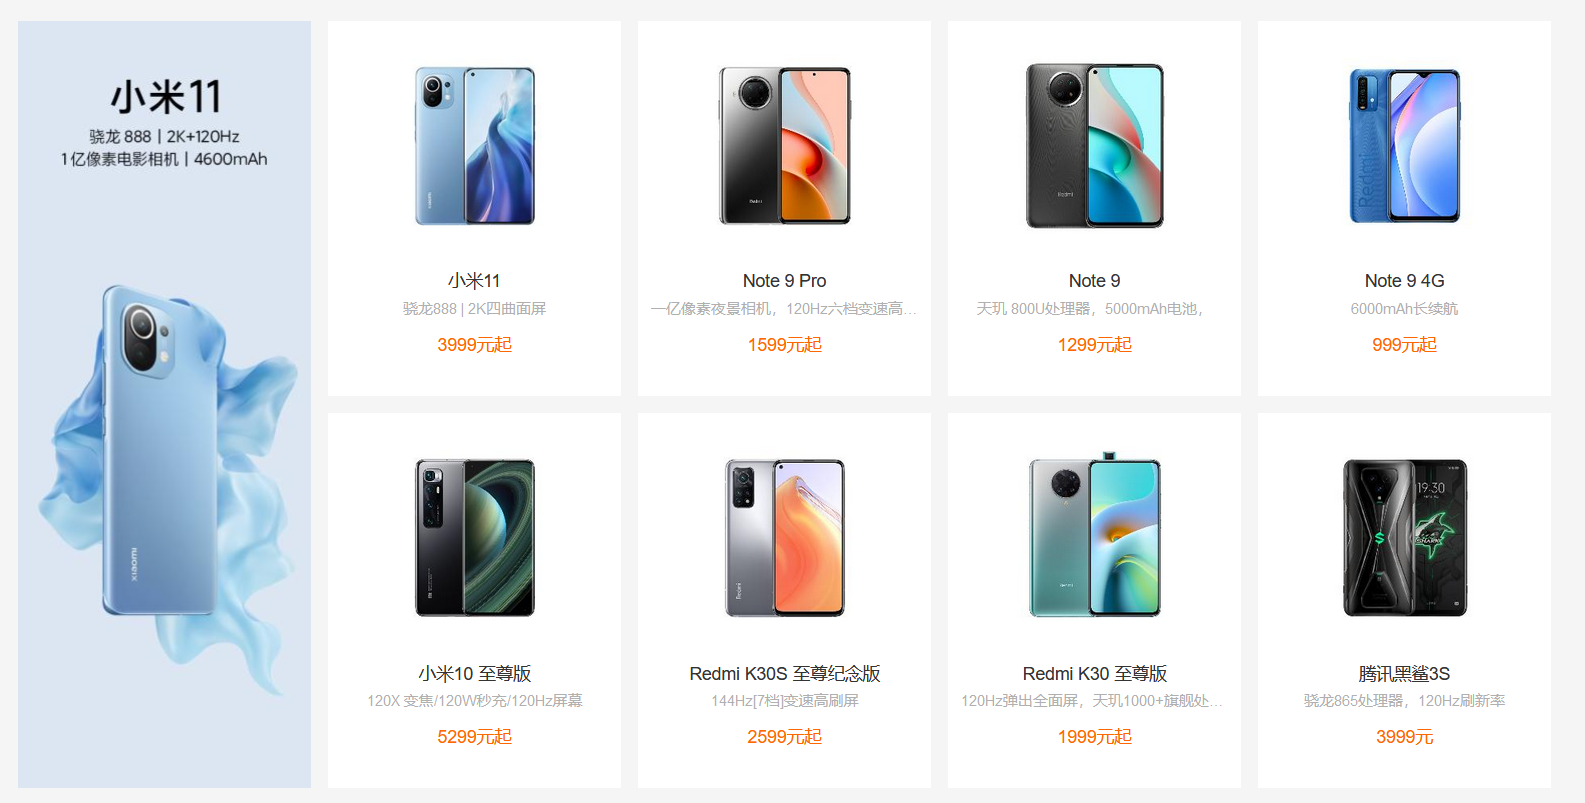 小米11
骁龙 888 | 2K+120Hz
1亿像素电影相机 | 4600mAh
XIAOMI
小米11
骁龙888 | 2K四曲面屏
3999元起
Note 9 Pro
一亿像素夜景相机，120Hz六档变速高...
1599元起
Redmi
Note 9
天玑 800U处理器，5000mAh电池，
1299元起
Redmi
Note 9 4G
6000mAh长续航
999元起
小米10 至尊版
120X 变焦/120W秒充/120Hz屏幕
5299元起
Redmi
Redmi K30S 至尊纪念版
144Hz[7档]变速高刷屏
2599元起
Redmi K30 至尊版
120Hz弹出全面屏，天玑1000+旗舰处...
1999元起
19:30
SHARK
腾讯黑鲨3S
骁龙865处理器，120Hz刷新率
3999元